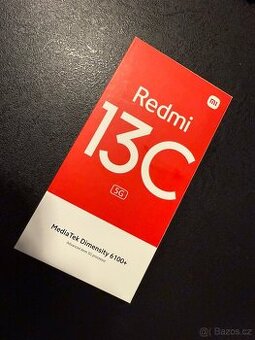 mi
Redmi
13C
5G
MediaTek Dimensity 6100+
Bazos.cz